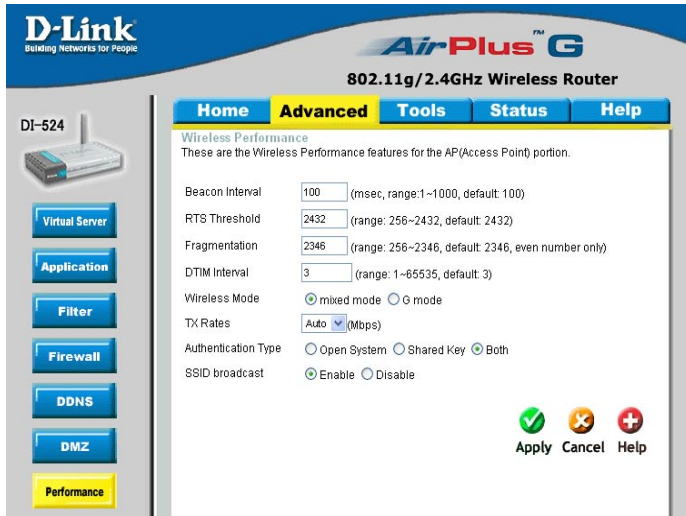 D-Link
Building Networks for People
AirPlus G™
802.11g/2.4GHz Wireless Router
DI-524
Home Advanced Tools Status Help
Wireless Performance
These are the Wireless Performance features for the AP(Access Point) portion.
Beacon Interval 100 (msec, range:1~1000, default: 100)
RTS Threshold 2432 (range: 256~2432, default: 2432)
Fragmentation 2346 (range: 256~2346, default: 2346, even number only)
DTIM Interval 3 (range: 1~65535, default: 3)
Wireless Mode mixed mode G mode
TX Rates Auto (Mbps)
Authentication Type Open System Shared Key Both
SSID broadcast Enable Disable
Apply Cancel Help
Virtual Server
Application
Filter
Firewall
DDNS
DMZ
Performance